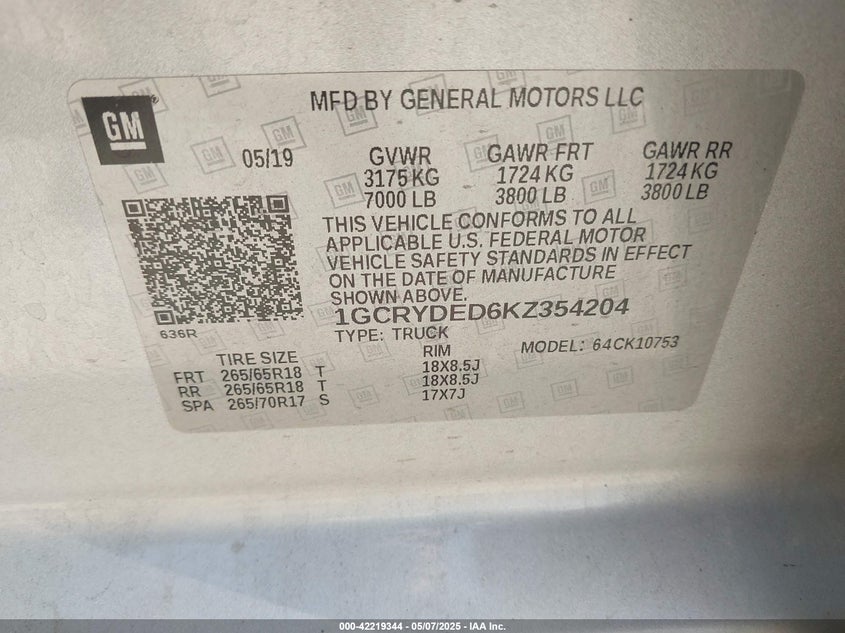 GM
MFD BY GENERAL MOTORS LLC
05/19 GVWR GAWR FRT GAWR RR
3175 KG 1724 KG 1724 KG
7000 LB 3800 LB 3800 LB
THIS VEHICLE CONFORMS TO ALL
APPLICABLE U.S. FEDERAL MOTOR
VEHICLE SAFETY STANDARDS IN EFFECT
ON THE DATE OF MANUFACTURE
SHOWN ABOVE.
1GCRYDED6KZ354204
636R
TYPE: TRUCK
TIRE SIZE RIM MODEL: 64CK10753
FRT 265/65R18 T 18X8.5J
RR 265/65R18 T 18X8.5J
SPA 265/70R17 S 17X7J
000-42219344 — 05/07/2025 — IAA Inc.